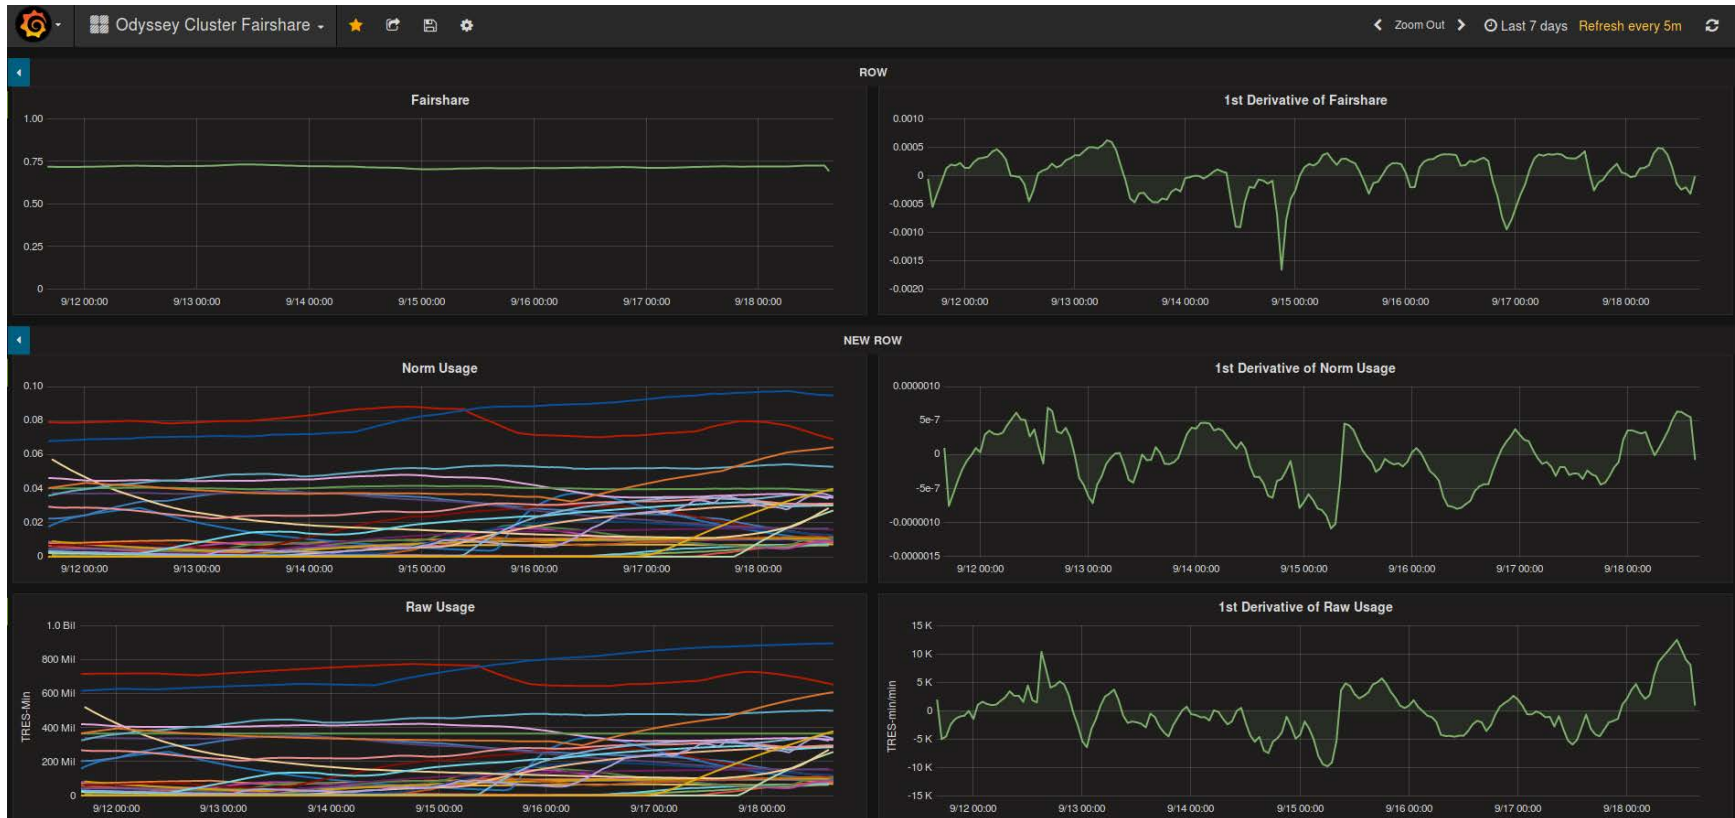 Odyssey Cluster Fairshare
Zoom Out
Last 7 days Refresh every 5m
ROW
Fairshare
1.00
0.75
0.50
0.25
0
9/12 00:00 9/13 00:00 9/14 00:00 9/15 00:00 9/16 00:00 9/17 00:00 9/18 00:00
1st Derivative of Fairshare
0.0010
0.0005
0
-0.0005
-0.0010
-0.0015
-0.0020
9/12 00:00 9/13 00:00 9/14 00:00 9/15 00:00 9/16 00:00 9/17 00:00 9/18 00:00
NEW ROW
Norm Usage
0.10
0.08
0.06
0.04
0.02
0
9/12 00:00 9/13 00:00 9/14 00:00 9/15 00:00 9/16 00:00 9/17 00:00 9/18 00:00
1st Derivative of Norm Usage
0.0000010
5e-7
0
-5e-7
-0.0000010
-0.0000015
9/12 00:00 9/13 00:00 9/14 00:00 9/15 00:00 9/16 00:00 9/17 00:00 9/18 00:00
Raw Usage
TRES-Min
1.0 Bil
800 Mil
600 Mil
400 Mil
200 Mil
0
9/12 00:00 9/13 00:00 9/14 00:00 9/15 00:00 9/16 00:00 9/17 00:00 9/18 00:00
1st Derivative of Raw Usage
TRES-min/min
15 K
10 K
5 K
0
-5 K
-10 K
-15 K
9/12 00:00 9/13 00:00 9/14 00:00 9/15 00:00 9/16 00:00 9/17 00:00 9/18 00:00